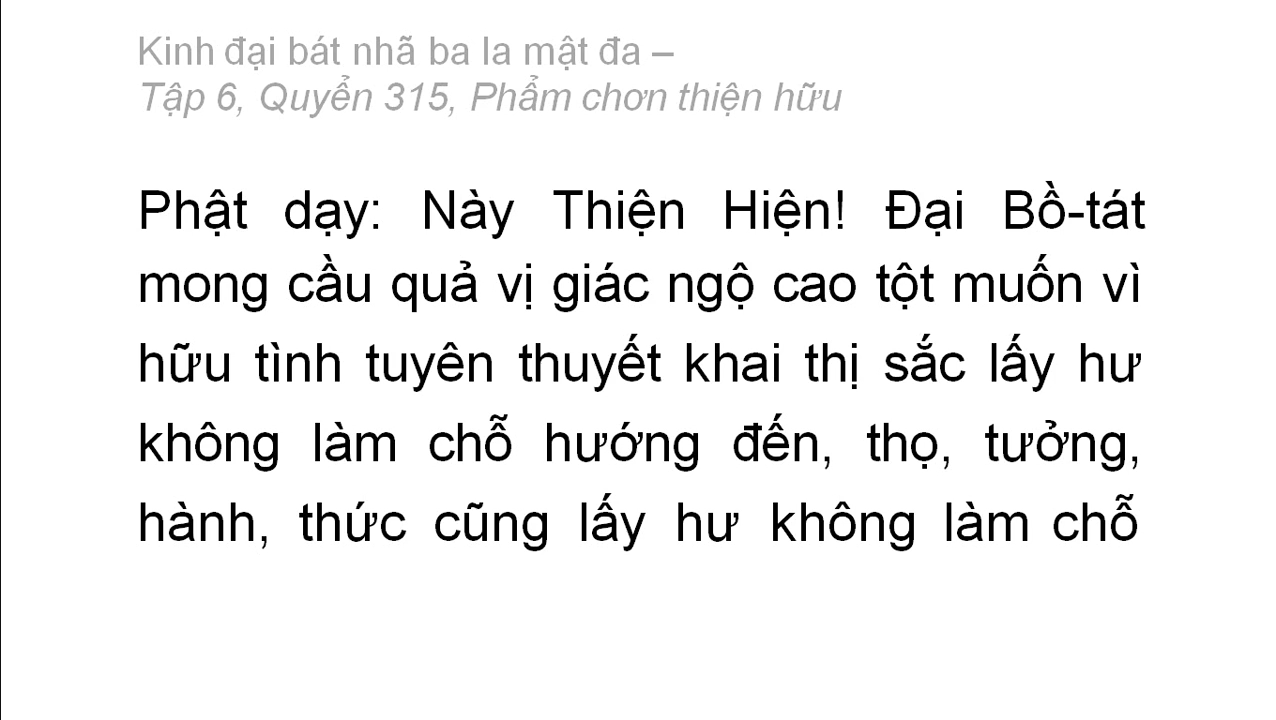 Kinh đại bát nhã ba la mật đa –
Tập 6, Quyển 315, Phẩm chơn thiện hữu
Phật dạy: Này Thiện Hiện! Đại Bồ-tát
mong cầu quả vị giác ngộ cao tột muốn vì
hữu tình tuyên thuyết khai thị sắc lấy hư
không làm chỗ hướng đến, thọ, tưởng,
hành, thức cũng lấy hư không làm chỗ